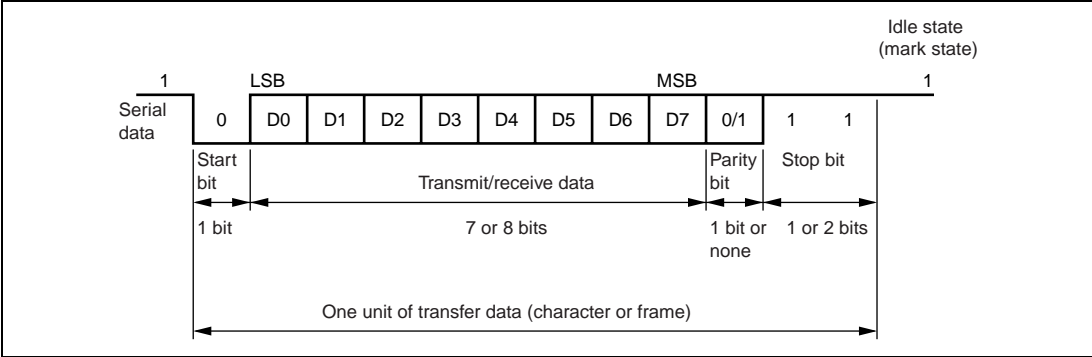 Idle state
(mark state)
1 LSB MSB 1
Serial
data
0 D0 D1 D2 D3 D4 D5 D6 D7 0/1 1 1
Start
bit
Transmit/receive data
Parity
bit
Stop bit
1 bit
7 or 8 bits
1 bit or
none
1 or 2 bits
One unit of transfer data (character or frame)